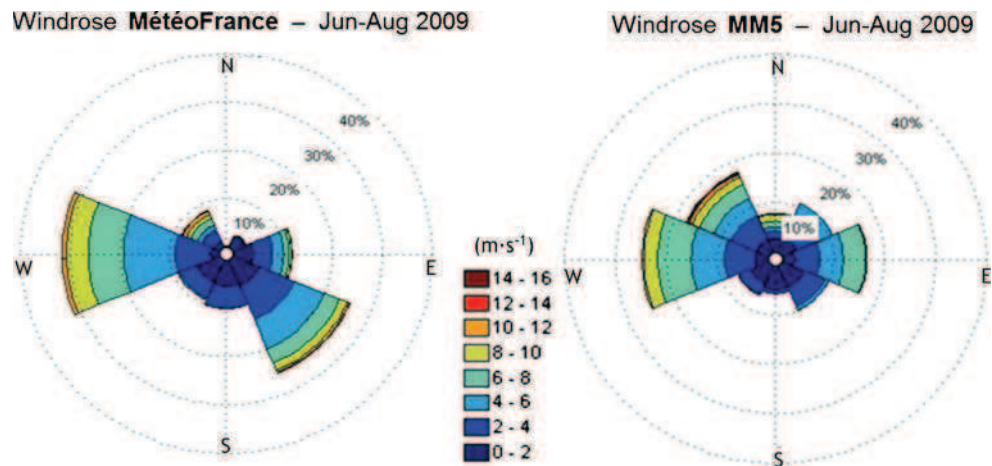 Windrose MétéoFrance – Jun-Aug 2009
N
40%
30%
20%
10%
W
E
S
(m·s-¹)
14 - 16
12 - 14
10 - 12
8 - 10
6 - 8
4 - 6
2 - 4
0 - 2
Windrose MM5 – Jun-Aug 2009
N
40%
30%
20%
10%
W
E
S